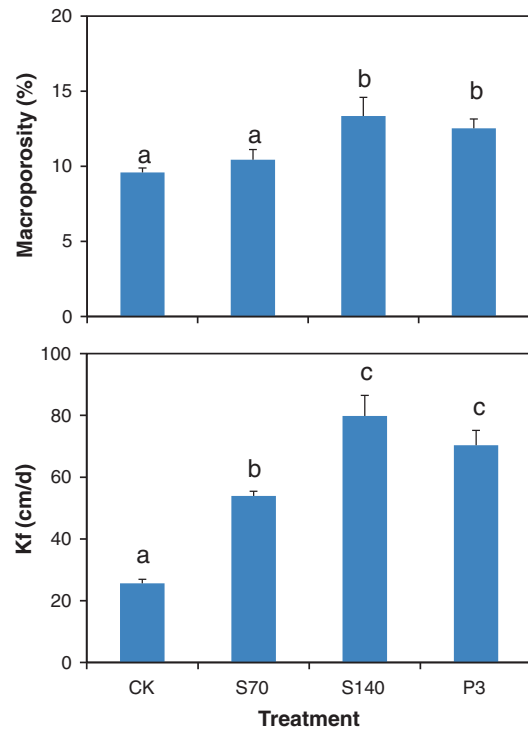 20
15
10
5
0
Macroporosity (%)
a
a
b
b
100
80
60
40
20
0
Kf (cm/d)
a
b
c
c
CK S70 S140 P3
Treatment